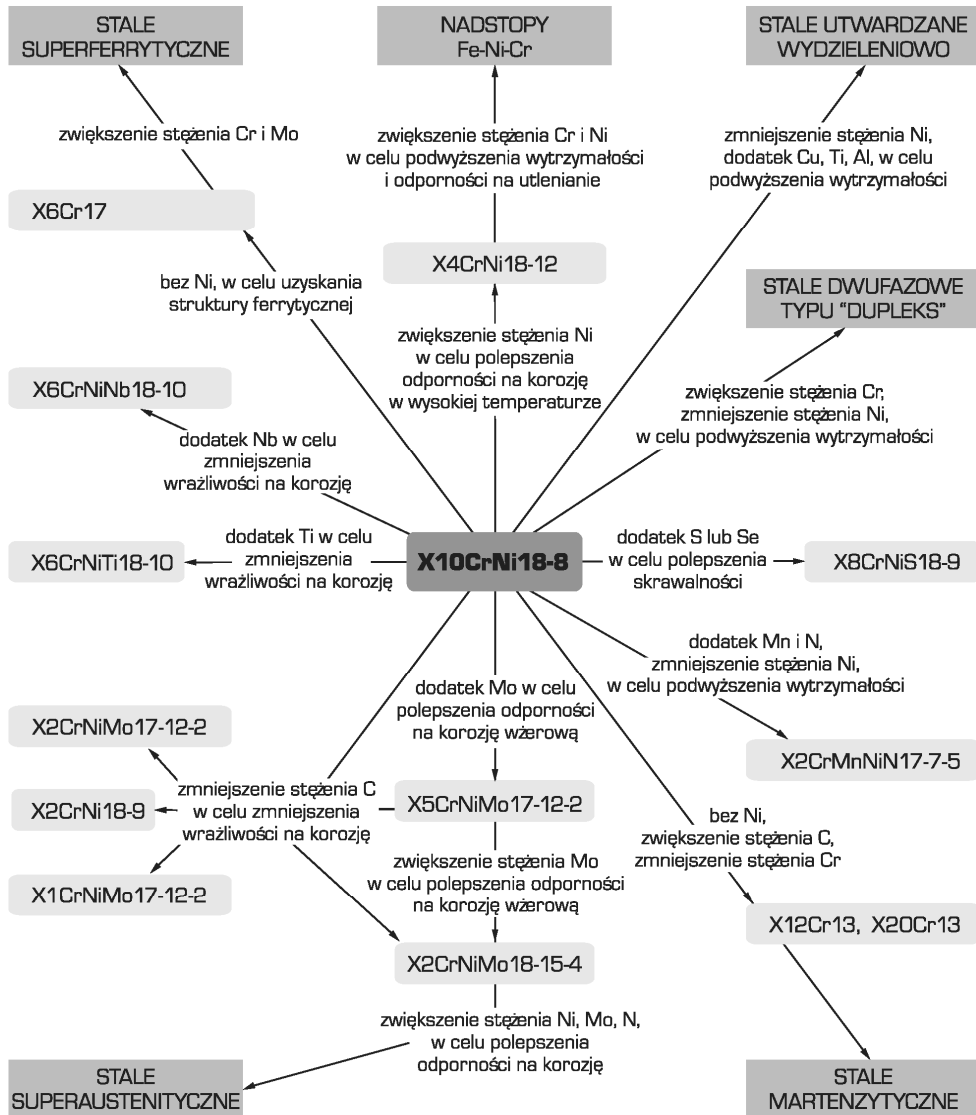 STALE
SUPERFERRYTYCZNE
NADSTOPY
Fe-Ni-Cr
STALE UTWARDZANE
WYDZIELENIOWO
zwiększenie stężenia Cr i Mo
zwiększenie stężenia Cr i Ni
w celu podwyższenia wytrzymałości
i odporności na utlenianie
zmniejszenie stężenia Ni,
dodatek Cu, Ti, Al, w celu
podwyższenia wytrzymałości
X6Cr17
X4CrNi18-12
bez Ni, w celu uzyskania
struktury ferrytycznej
STALE DWUFAZOWE
TYPU "DUPLEKS"
zwiększenie stężenia Ni
w celu polepszenia
odporności na korozję
w wysokiej temperaturze
X6CrNiNb18-10
zwiększenie stężenia Cr,
zmniejszenie stężenia Ni,
w celu podwyższenia wytrzymałości
dodatek Nb w celu
zmniejszenia
wrażliwości na korozję
X6CrNiTi18-10
dodatek Ti w celu
zmniejszenia
wrażliwości na korozję
X10CrNi18-8
dodatek S lub Se
w celu polepszenia
skrawalności
X8CrNiS18-9
dodatek Mn i N,
zmniejszenie stężenia Ni,
w celu podwyższenia wytrzymałości
dodatek Mo w celu
polepszenia odporności
na korozję wżerową
X2CrNiMo17-12-2
X2CrMnNiN17-7-5
zmniejszenie stężenia C
w celu zmniejszenia
wrażliwości na korozję
X2CrNi18-9
X5CrNiMo17-12-2
bez Ni,
zwiększenie stężenia C,
zmniejszenie stężenia Cr
zwiększenie stężenia Mo
w celu polepszenia odporności
na korozję wżerową
X1CrNiMo17-12-2
X12Cr13, X20Cr13
X2CrNiMo18-15-4
zwiększenie stężenia Ni, Mo, N,
w celu polepszenia
odporności na korozję
STALE
SUPERAUSTENITYCZNE
STALE
MARTENZYTYCZNE